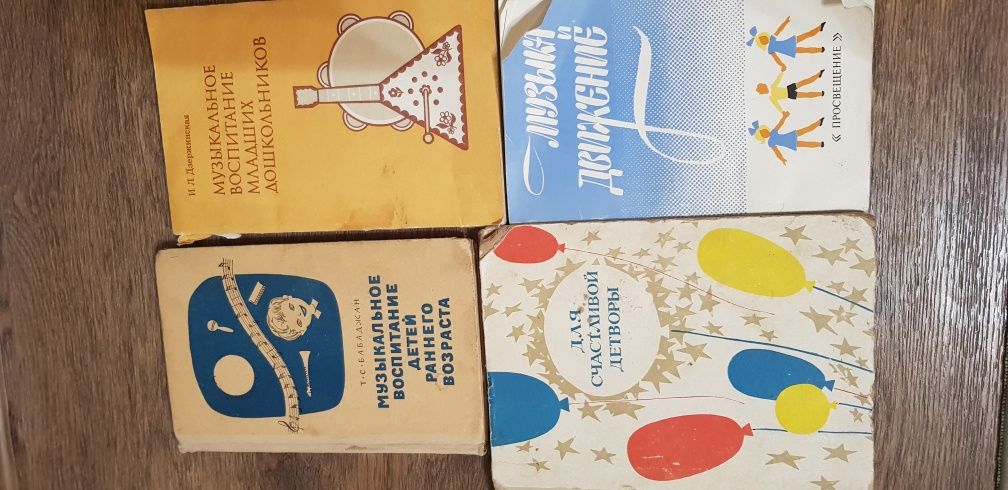 И. Л. Дзержинская
МУЗЫКАЛЬНОЕ
ВОСПИТАНИЕ
МЛАДШИХ
ДОШКОЛЬНИКОВ
МУЗЫКА
И
ДВИЖЕНИЕ
« ПРОСВЕЩЕНИЕ »
Т·С·БАБАДЖАН
МУЗЫКАЛЬНОЕ
ВОСПИТАНИЕ
ДЕТЕЙ
РАННЕГО
ВОЗРАСТА
ДЛЯ
СЧАСТЛИВОЙ
ДЕТВОРЫ